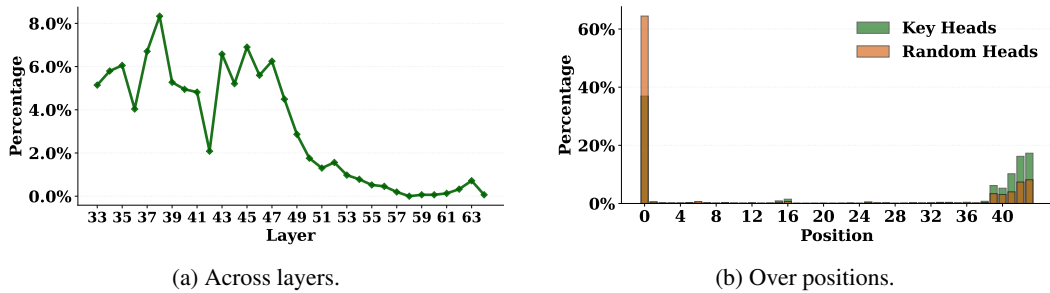 8.0%
6.0%
4.0%
2.0%
0.0%
Percentage
33 35 37 39 41 43 45 47 49 51 53 55 57 59 61 63
Layer
(a) Across layers.
60%
40%
20%
0%
Percentage
Key Heads
Random Heads
0 4 8 12 16 20 24 28 32 36 40
Position
(b) Over positions.